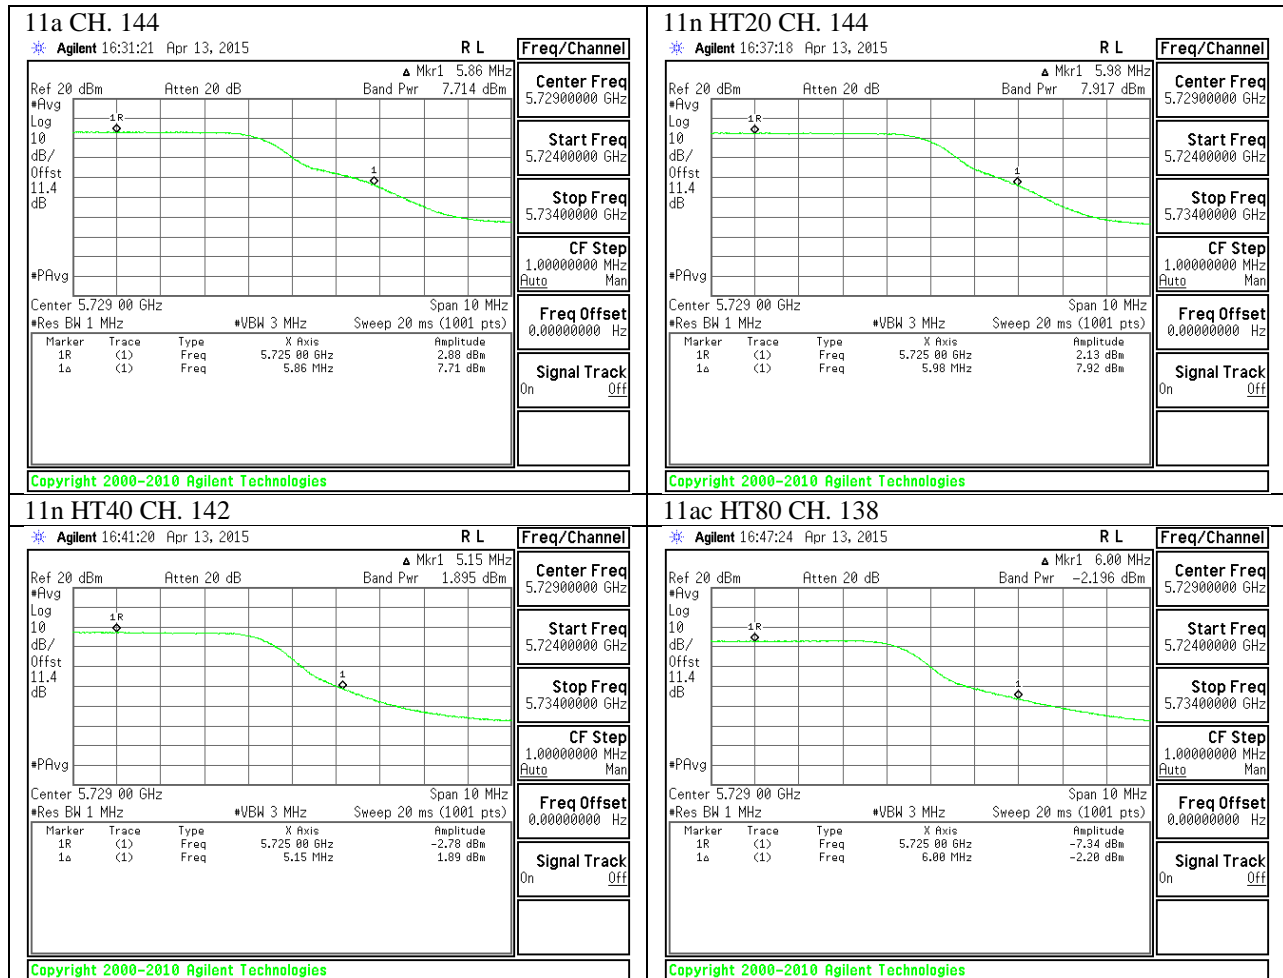 11a CH. 144
Agilent 16:31:21 Apr 13, 2015 R L Freq/Channel
Δ Mkr1 5.86 MHz
Ref 20 dBm Atten 20 dB Band Pwr 7.714 dBm
#Avg
Log
10
dB/
Offst
11.4
dB
#PAvg
1R
1
Center 5.729 00 GHz Span 10 MHz
#Res BW 1 MHz #VBW 3 MHz Sweep 20 ms (1001 pts)
Marker Trace Type X Axis Amplitude
1R (1) Freq 5.725 00 GHz 2.88 dBm
1Δ (1) Freq 5.86 MHz 7.71 dBm
Center Freq
5.72900000 GHz
Start Freq
5.72400000 GHz
Stop Freq
5.73400000 GHz
CF Step
1.00000000 MHz
Auto Man
Freq Offset
0.00000000 Hz
Signal Track
On Off
Copyright 2000-2010 Agilent Technologies
11n HT20 CH. 144
Agilent 16:37:18 Apr 13, 2015 R L Freq/Channel
Δ Mkr1 5.98 MHz
Ref 20 dBm Atten 20 dB Band Pwr 7.917 dBm
#Avg
Log
10
dB/
Offst
11.4
dB
#PAvg
1R
1
Center 5.729 00 GHz Span 10 MHz
#Res BW 1 MHz #VBW 3 MHz Sweep 20 ms (1001 pts)
Marker Trace Type X Axis Amplitude
1R (1) Freq 5.725 00 GHz 2.13 dBm
1Δ (1) Freq 5.98 MHz 7.92 dBm
Center Freq
5.72900000 GHz
Start Freq
5.72400000 GHz
Stop Freq
5.73400000 GHz
CF Step
1.00000000 MHz
Auto Man
Freq Offset
0.00000000 Hz
Signal Track
On Off
Copyright 2000-2010 Agilent Technologies
11n HT40 CH. 142
Agilent 16:41:20 Apr 13, 2015 R L Freq/Channel
Δ Mkr1 5.15 MHz
Ref 20 dBm Atten 20 dB Band Pwr 1.895 dBm
#Avg
Log
10
dB/
Offst
11.4
dB
#PAvg
1R
1
Center 5.729 00 GHz Span 10 MHz
#Res BW 1 MHz #VBW 3 MHz Sweep 20 ms (1001 pts)
Marker Trace Type X Axis Amplitude
1R (1) Freq 5.725 00 GHz -2.78 dBm
1Δ (1) Freq 5.15 MHz 1.89 dBm
Center Freq
5.72900000 GHz
Start Freq
5.72400000 GHz
Stop Freq
5.73400000 GHz
CF Step
1.00000000 MHz
Auto Man
Freq Offset
0.00000000 Hz
Signal Track
On Off
Copyright 2000-2010 Agilent Technologies
11ac HT80 CH. 138
Agilent 16:47:24 Apr 13, 2015 R L Freq/Channel
Δ Mkr1 6.00 MHz
Ref 20 dBm Atten 20 dB Band Pwr -2.196 dBm
#Avg
Log
10
dB/
Offst
11.4
dB
#PAvg
1R
1
Center 5.729 00 GHz Span 10 MHz
#Res BW 1 MHz #VBW 3 MHz Sweep 20 ms (1001 pts)
Marker Trace Type X Axis Amplitude
1R (1) Freq 5.725 00 GHz -7.34 dBm
1Δ (1) Freq 6.00 MHz -2.20 dBm
Center Freq
5.72900000 GHz
Start Freq
5.72400000 GHz
Stop Freq
5.73400000 GHz
CF Step
1.00000000 MHz
Auto Man
Freq Offset
0.00000000 Hz
Signal Track
On Off
Copyright 2000-2010 Agilent Technologies